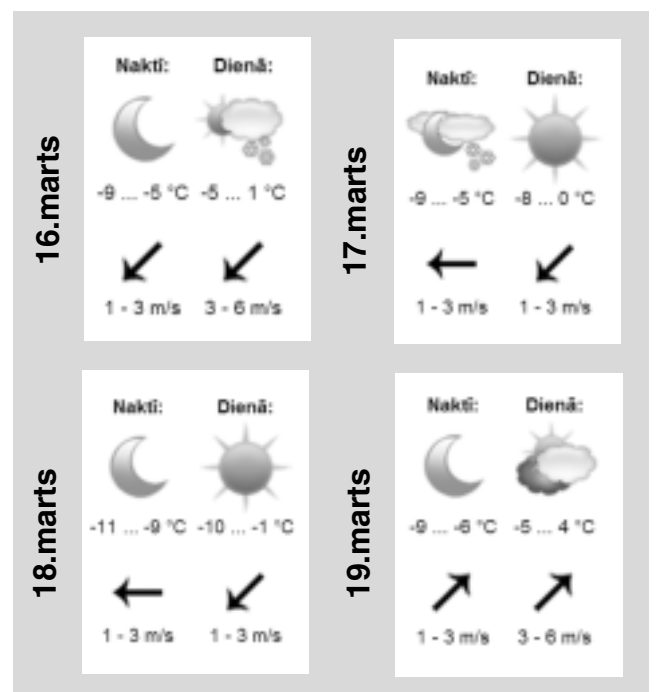 16.marts
Naktī: Dienā:
-9 ... -5 °C -5 ... 1 °C
1 - 3 m/s 3 - 6 m/s
17.marts
Naktī: Dienā:
-9 ... -5 °C -8 ... 0 °C
1 - 3 m/s 1 - 3 m/s
18.marts
Naktī: Dienā:
-11 ... -9 °C -10 ... -1 °C
1 - 3 m/s 1 - 3 m/s
19.marts
Naktī: Dienā:
-9 ... -6 °C -5 ... 4 °C
1 - 3 m/s 3 - 6 m/s